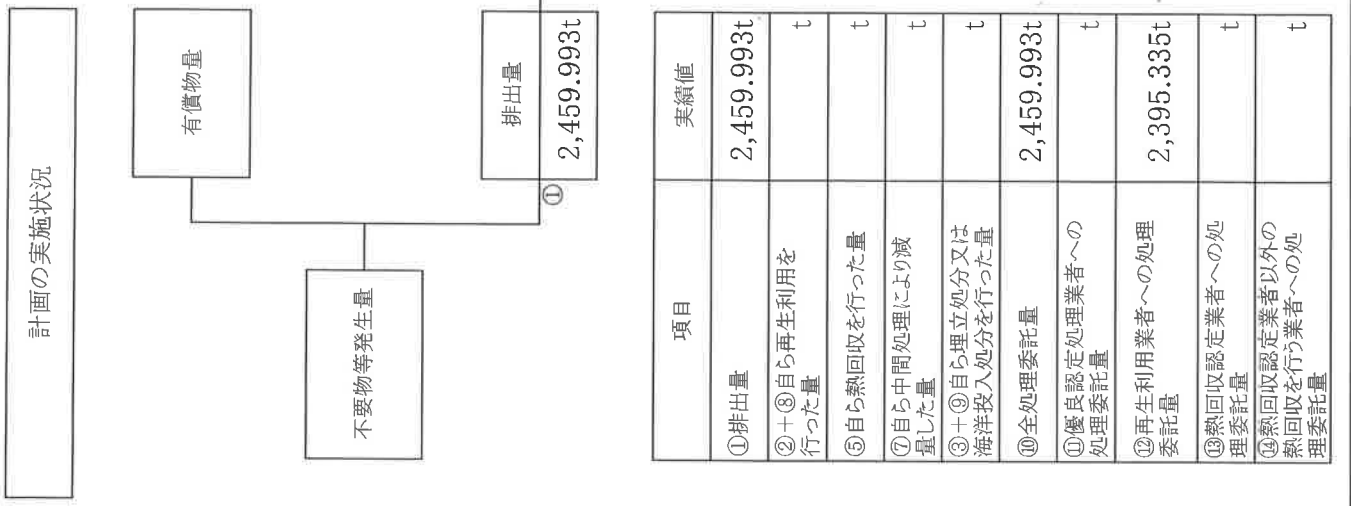 計画の実施状況
有償物量
不要物等発生量
排出量
① 2,459.993t
項目 実績値
①排出量 2,459.993t
②+⑧自ら再生利用を
行った量 t
⑤自ら熱回収を行った量 t
⑦自ら中間処理により減
量した量 t
③+⑨自ら埋立処分又は
海洋投入処分を行った量 t
⑩全処理委託量 2,459.993t
⑪優良認定処理業者への
処理委託量 t
⑫再生利用業者への処理
委託量 2,395.335t
⑬熱回収認定業者への処
理委託量 t
⑭熱回収認定業者以外の
熱回収を行う業者への処
理委託量 t